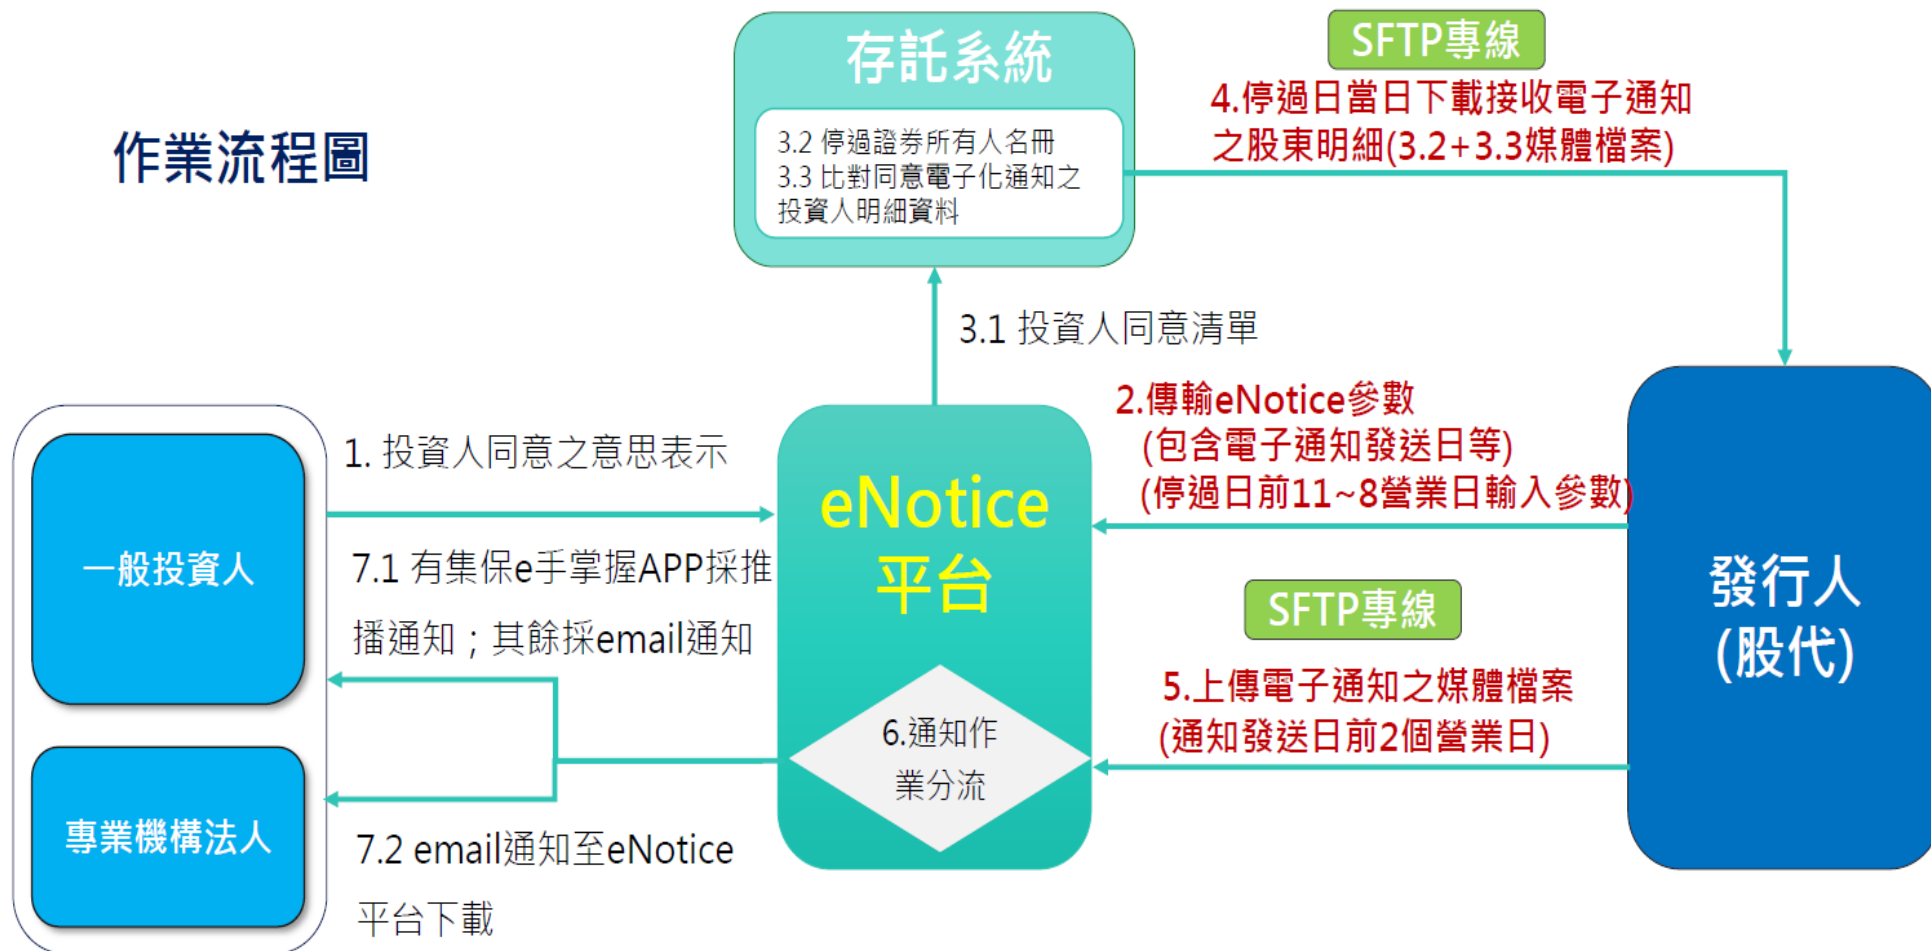 作業流程圖
存託系統
3.2 停過證券所有人名冊
3.3 比對同意電子化通知之
投資人明細資料
SFTP專線
4.停過日當日下載接收電子通知
之股東明細(3.2+3.3媒體檔案)
3.1 投資人同意清單
2.傳輸eNotice參數
(包含電子通知發送日等)
(停過日前11~8營業日輸入參數)
1. 投資人同意之意思表示
一般投資人
7.1 有集保e手掌握APP採推
播通知；其餘採email通知
eNotice
平台
SFTP專線
發行人
(股代)
5.上傳電子通知之媒體檔案
(通知發送日前2個營業日)
6.通知作
業分流
專業機構法人
7.2 email通知至eNotice
平台下載